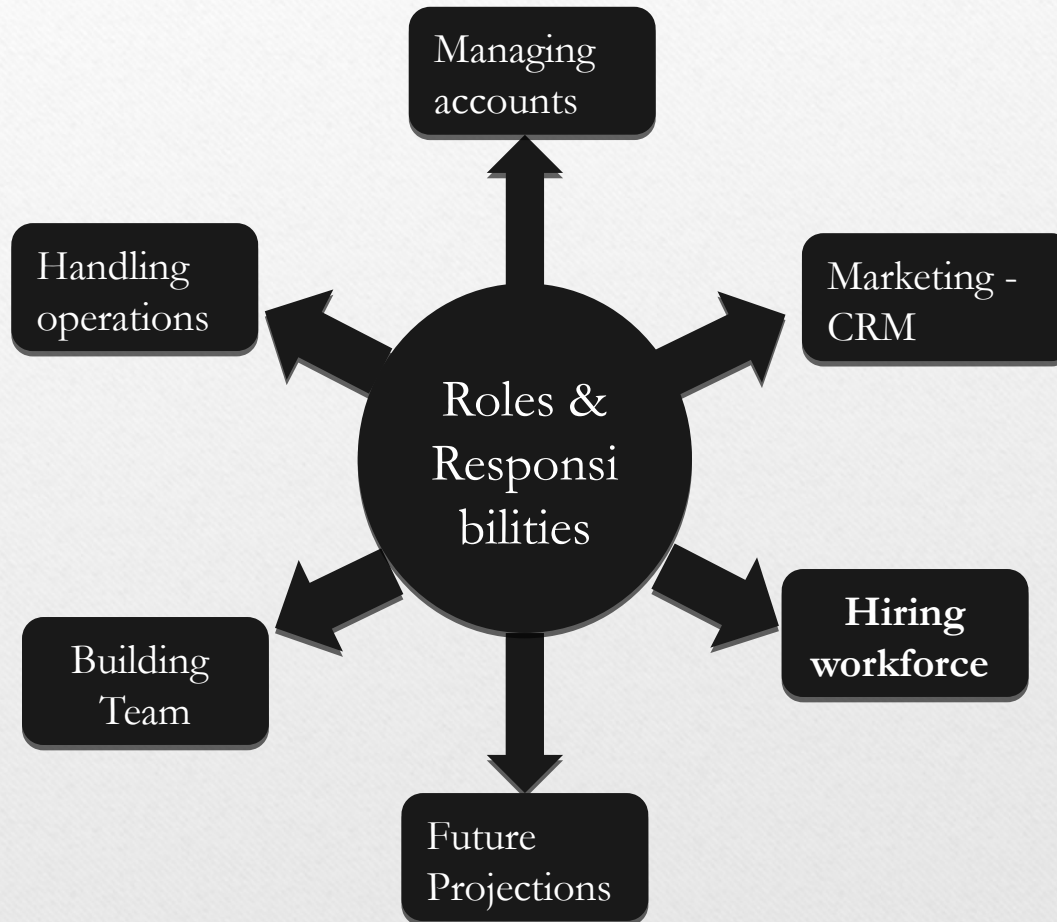 Managing
accounts
Handling
operations
Marketing -
CRM
Roles &
Responsi
bilities
Hiring
workforce
Building
Team
Future
Projections